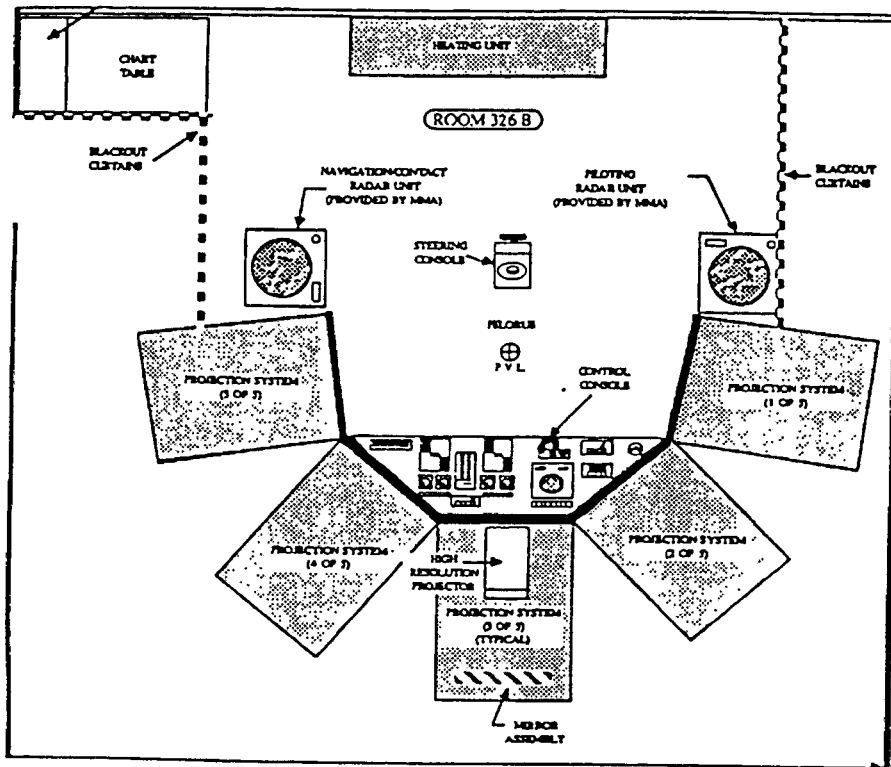 CHART
TABLE
HEATING UNIT
ROOM 326 B
BLACKOUT
CURTAINS
NAVIGATION/CONTACT
RADAR UNIT
(PROVIDED BY MMA)
PILOTING
RADAR UNIT
(PROVIDED BY MMA)
BLACKOUT
CURTAINS
STEERING
CONSOLE
PELORUS
P.V.L.
CONTROL
CONSOLE
PROJECTION SYSTEM
(5 OF 5)
PROJECTION SYSTEM
(1 OF 5)
PROJECTION SYSTEM
(4 OF 5)
HIGH
RESOLUTION
PROJECTOR
PROJECTION SYSTEM
(2 OF 5)
PROJECTION SYSTEM
(3 OF 5)
(TYPICAL)
MIRROR
ASSEMBLY